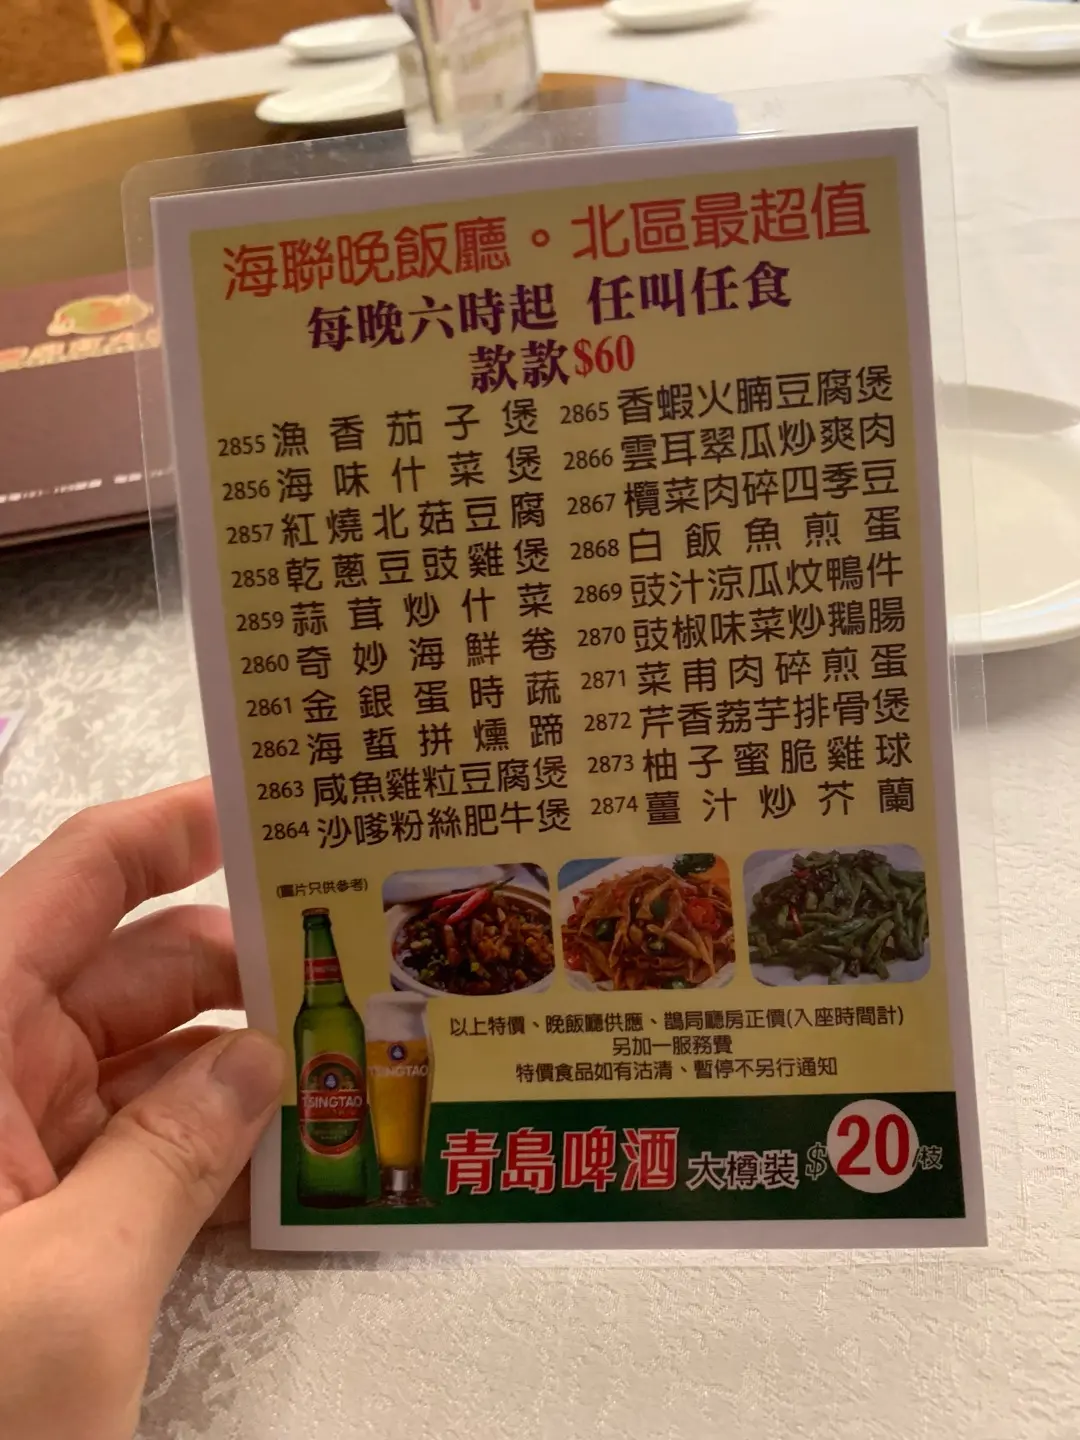 海聯晚飯廳。北區最超值
每晚六時起 任叫任食
款款$60
2855 漁香茄子煲
2856 海味什菜煲
2857 紅燒北菇豆腐
2858 乾蔥豆豉雞煲
2859 蒜茸炒什菜
2860 奇妙海鮮卷
2861 金銀蛋時蔬
2862 海蜇拼燻蹄
2863 咸魚雞粒豆腐煲
2864 沙嗲粉絲肥牛煲
2865 香蝦火腩豆腐煲
2866 雲耳翠瓜炒爽肉
2867 欖菜肉碎四季豆
2868 白飯魚煎蛋
2869 豉汁涼瓜炆鴨件
2870 豉椒味菜炒鵝腸
2871 菜甫肉碎煎蛋
2872 芹香荔芋排骨煲
2873 柚子蜜脆雞球
2874 薑汁炒芥蘭
(圖片只供參考)
以上特價、晚飯廳供應、鵲局廳房正價(入座時間計)
另加一服務費
特價食品如有沽清、暫停不另行通知
TSINGTAO
TSINGTAO
青島啤酒 大樽裝 $20/枝